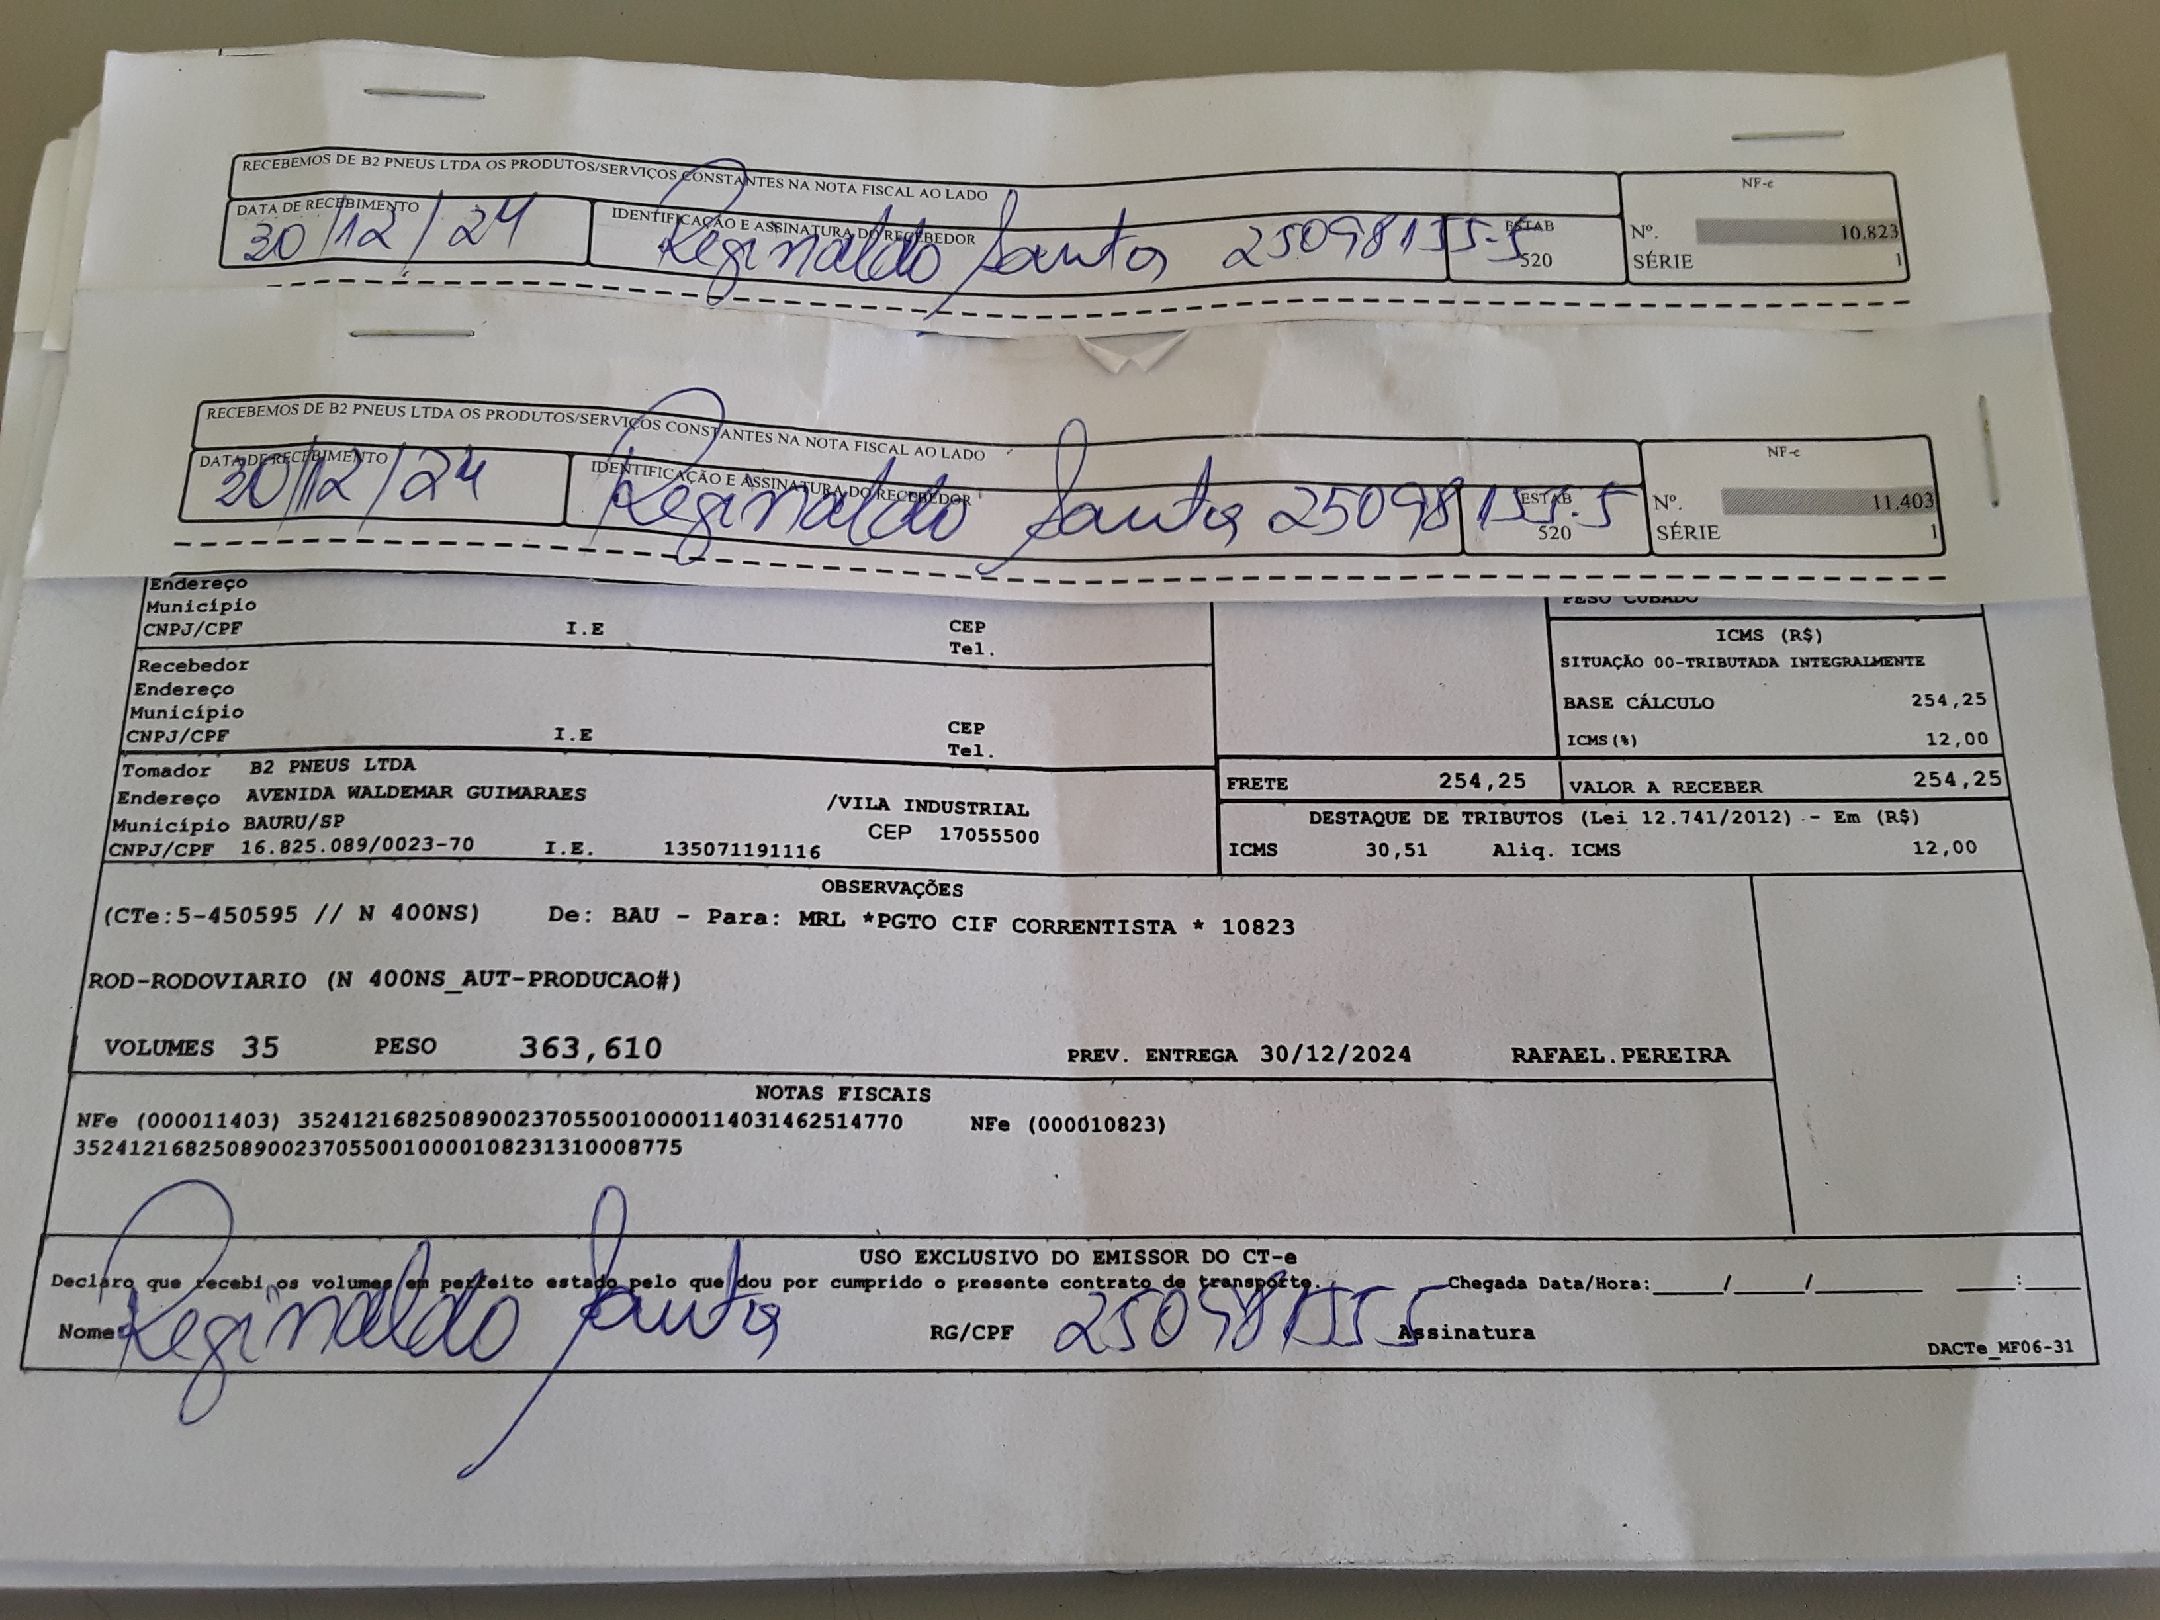 RECEBEMOS DE B2 PNEUS LTDA OS PRODUTOS/SERVIÇOS CONSTANTES NA NOTA FISCAL AO LADO
NF-e
DATA DE RECEBIMENTO IDENTIFICAÇÃO E ASSINATURA DO RECEBEDOR ESTAB
30/12/24 Reginaldo Santos 25098155-5 520
Nº. 10.823
SÉRIE 1
RECEBEMOS DE B2 PNEUS LTDA OS PRODUTOS/SERVIÇOS CONSTANTES NA NOTA FISCAL AO LADO
NF-e
DATA DE RECEBIMENTO IDENTIFICAÇÃO E ASSINATURA DO RECEBEDOR ESTAB
30/12/24 Reginaldo Santos 25098155-5 520
Nº. 11.403
SÉRIE 1
Endereço
Município
CNPJ/CPF I.E CEP
Tel.
Recebedor
Endereço
Município
CNPJ/CPF I.E CEP
Tel.
PESO CUBADO
ICMS (R$)
SITUAÇÃO 00-TRIBUTADA INTEGRALMENTE
BASE CÁLCULO 254,25
ICMS(%) 12,00
Tomador B2 PNEUS LTDA
Endereço AVENIDA WALDEMAR GUIMARAES /VILA INDUSTRIAL
Município BAURU/SP CEP 17055500
CNPJ/CPF 16.825.089/0023-70 I.E. 135071191116
FRETE 254,25 VALOR A RECEBER 254,25
DESTAQUE DE TRIBUTOS (Lei 12.741/2012) - Em (R$)
ICMS 30,51 Aliq. ICMS 12,00
OBSERVAÇÕES
(CTe:5-450595 // N 400NS) De: BAU - Para: MRL *PGTO CIF CORRENTISTA * 10823
ROD-RODOVIARIO (N 400NS_AUT-PRODUCAO#)
VOLUMES 35 PESO 363,610 PREV. ENTREGA 30/12/2024 RAFAEL.PEREIRA
NOTAS FISCAIS
NFe (000011403) 35241216825089002370550010000114031462514770 NFe (000010823)
35241216825089002370550010000108231310008775
USO EXCLUSIVO DO EMISSOR DO CT-e
Declaro que recebi os volumes em perfeito estado pelo que dou por cumprido o presente contrato de transporte. Chegada Data/Hora:_____/_____/________ ____:____
Nome Reginaldo Santos RG/CPF 250981555 Assinatura
DACTe_MF06-31